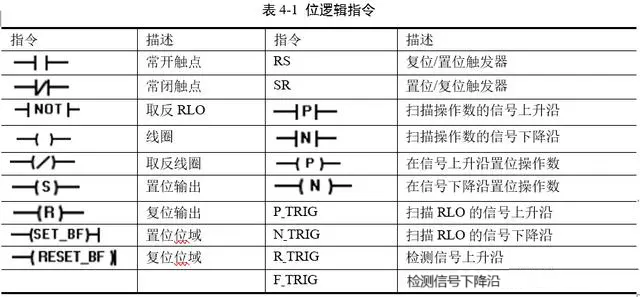 表 4-1 位逻辑指令
指令 描述 指令 描述
常开触点 RS 复位/置位触发器
常闭触点 SR 置位/复位触发器
NOT 取反 RLO P 扫描操作数的信号上升沿
( ) 线圈 N 扫描操作数的信号下降沿
(/) 取反线圈 (P) 在信号上升沿置位操作数
(S) 置位输出 (N) 在信号下降沿置位操作数
(R) 复位输出 P_TRIG 扫描 RLO 的信号上升沿
(SET_BF) 置位位域 N_TRIG 扫描 RLO 的信号下降沿
(RESET_BF) 复位位域 R_TRIG 检测信号上升沿
F_TRIG 检测信号下降沿